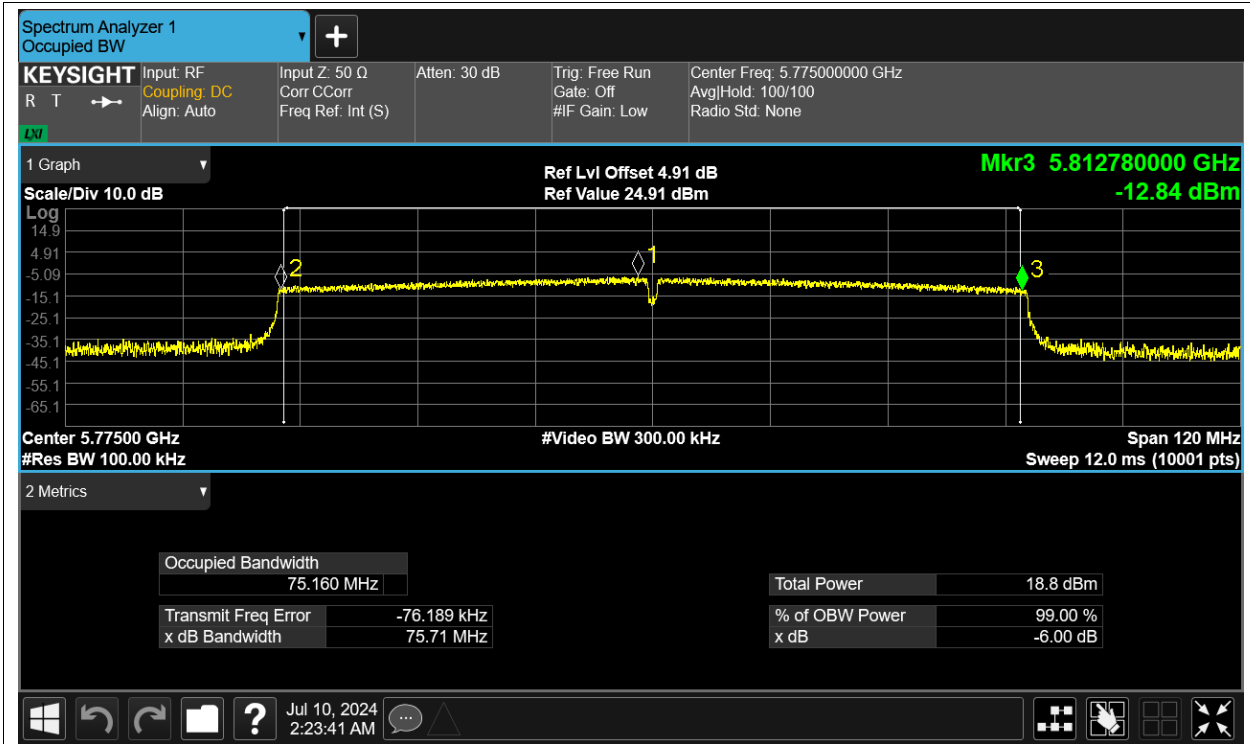 Spectrum Analyzer 1
Occupied BW
+
KEYSIGHT
R T
LXI
Input: RF
Coupling: DC
Align: Auto
Input Z: 50 Ω
Corr CCorr
Freq Ref: Int (S)
Atten: 30 dB
Trig: Free Run
Gate: Off
#IF Gain: Low
Center Freq: 5.775000000 GHz
Avg|Hold: 100/100
Radio Std: None
1 Graph
Scale/Div 10.0 dB
Ref Lvl Offset 4.91 dB
Ref Value 24.91 dBm
Mkr3 5.812780000 GHz
-12.84 dBm
Log
14.9
4.91
-5.09
-15.1
-25.1
-35.1
-45.1
-55.1
-65.1
2
1
3
Center 5.77500 GHz
#Res BW 100.00 kHz
#Video BW 300.00 kHz
Span 120 MHz
Sweep 12.0 ms (10001 pts)
2 Metrics
Occupied Bandwidth
75.160 MHz
Transmit Freq Error -76.189 kHz
x dB Bandwidth 75.71 MHz
Total Power 18.8 dBm
% of OBW Power 99.00 %
x dB -6.00 dB
?
Jul 10, 2024
2:23:41 AM